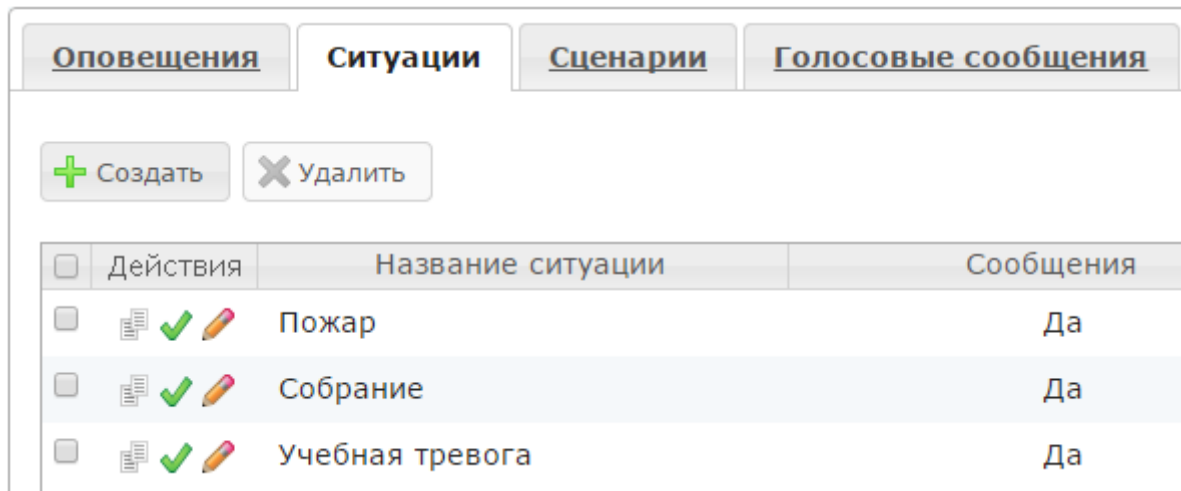 Оповещения Ситуации Сценарии Голосовые сообщения
Создать Удалить
Действия Название ситуации Сообщения
Пожар Да
Собрание Да
Учебная тревога Да